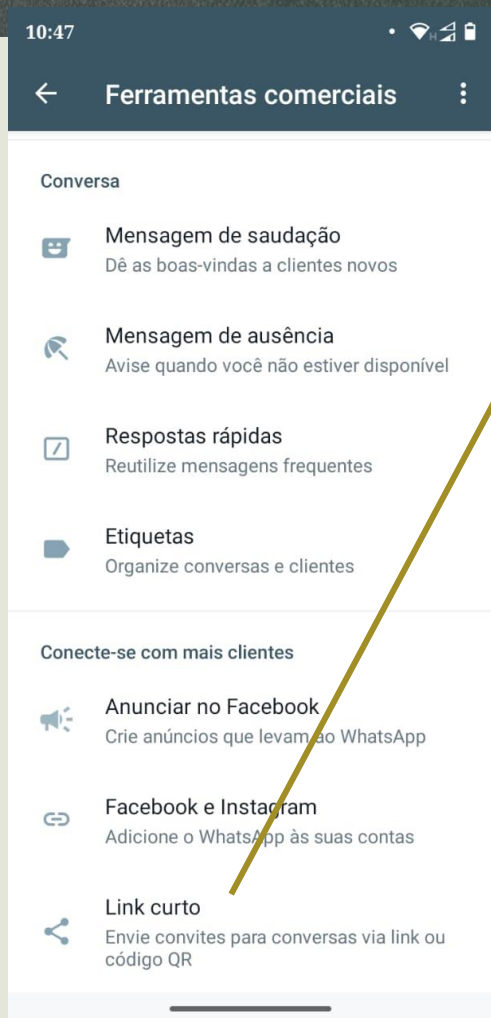 10:47
Ferramentas comerciais
Conversa
Mensagem de saudação
Dê as boas-vindas a clientes novos
Mensagem de ausência
Avise quando você não estiver disponível
Respostas rápidas
Reutilize mensagens frequentes
Etiquetas
Organize conversas e clientes
Conecte-se com mais clientes
Anunciar no Facebook
Crie anúncios que levam ao WhatsApp
Facebook e Instagram
Adicione o WhatsApp às suas contas
Link curto
Envie convites para conversas via link ou
código QR